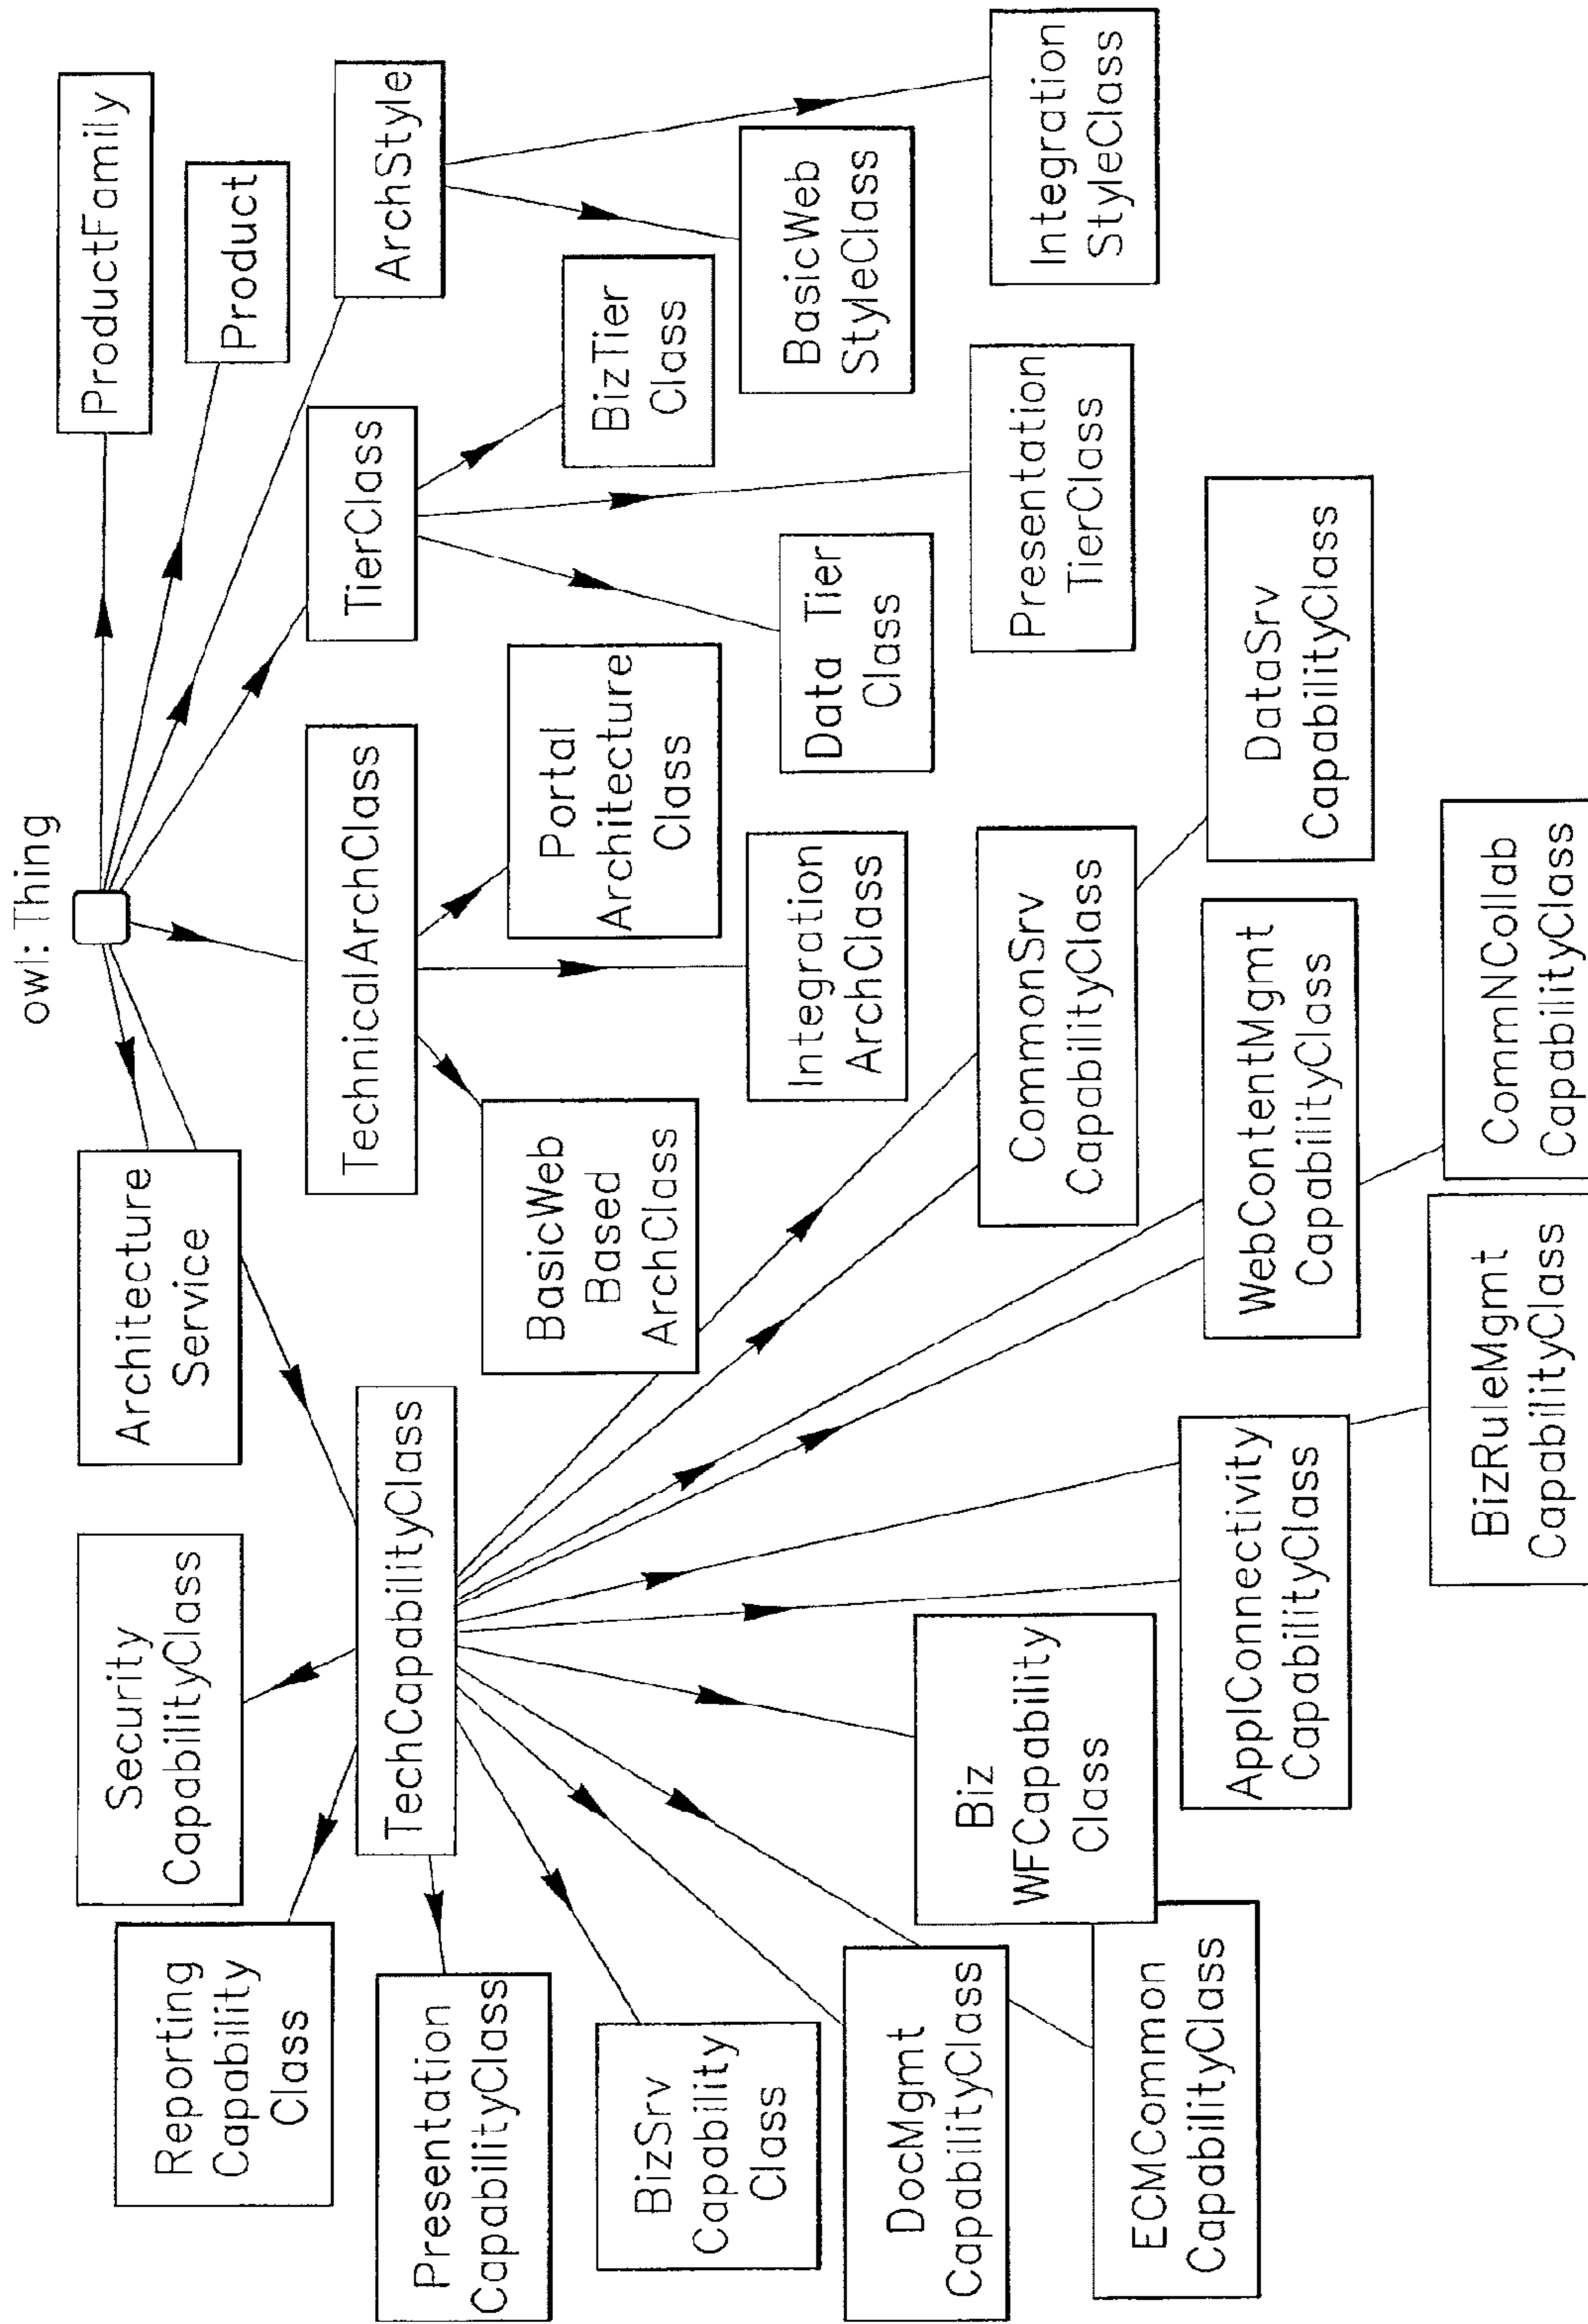 owl: Thing
ProductFamily
Product
ArchStyle
TierClass
TechnicalArchClass
Architecture
Service
Security
CapabilityClass
Reporting
Capability
Class
TechCapabilityClass
Presentation
CapabilityClass
BizSrv
Capability
Class
DocMgmt
CapabilityClass
ECMCommon
CapabilityClass
Biz
WFCapability
Class
ApplConnectivity
CapabilityClass
BizRuleMgmt
CapabilityClass
WebContentMgmt
CapabilityClass
CommNCollab
CapabilityClass
CommonSrv
CapabilityClass
DataSrv
CapabilityClass
BasicWeb
Based
ArchClass
Integration
ArchClass
Portal
Architecture
Class
Data Tier
Class
Presentation
TierClass
BizTier
Class
BasicWeb
StyleClass
Integration
StyleClass